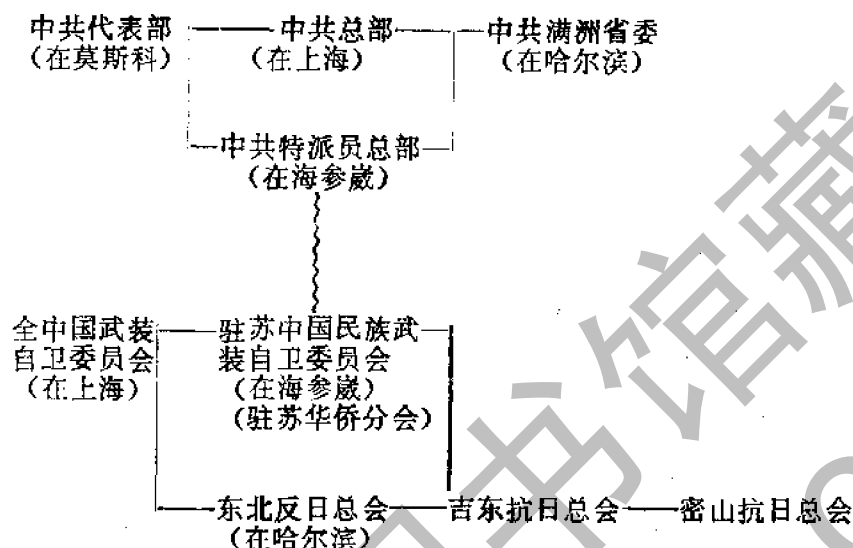 中共代表部 中共总部 中共满洲省委
（在莫斯科） （在上海） （在哈尔滨）
中共特派员总部
（在海参崴）
全中国武装 驻苏中国民族武
自卫委员会 装自卫委员会
（在上海） （在海参崴）
（驻苏华侨分会）
东北反日总会 吉东抗日总会 密山抗日总会
（在哈尔滨）